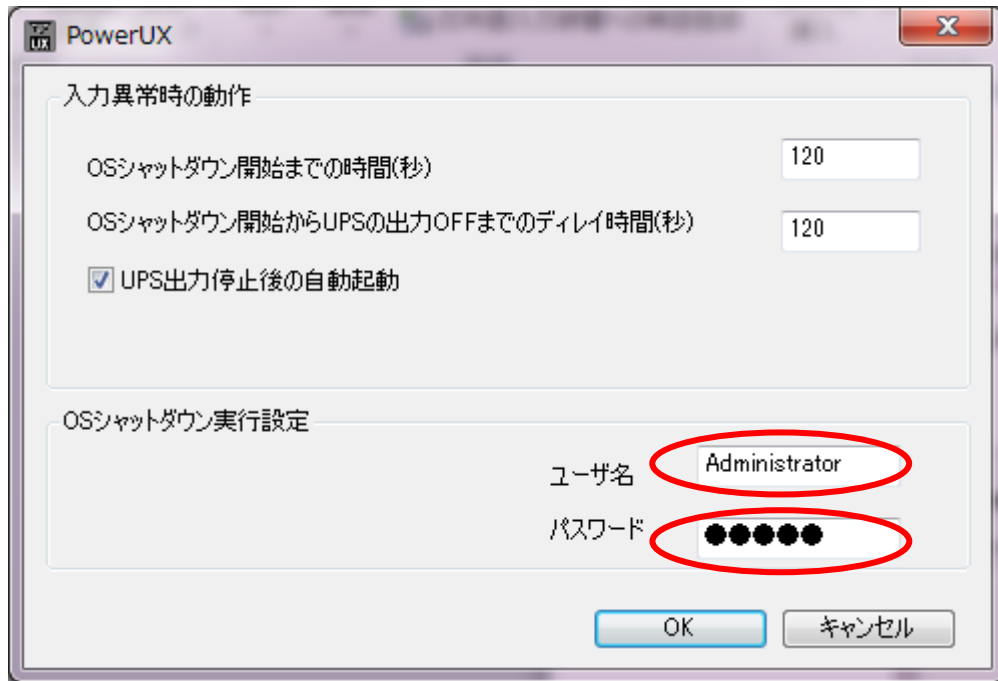 PowerUX
入力異常時の動作
OSシャットダウン開始までの時間(秒) 120
OSシャットダウン開始からUPSの出力OFFまでのディレイ時間(秒) 120
UPS出力停止後の自動起動
OSシャットダウン実行設定
ユーザ名 Administrator
パスワード ●●●●●
OK キャンセル